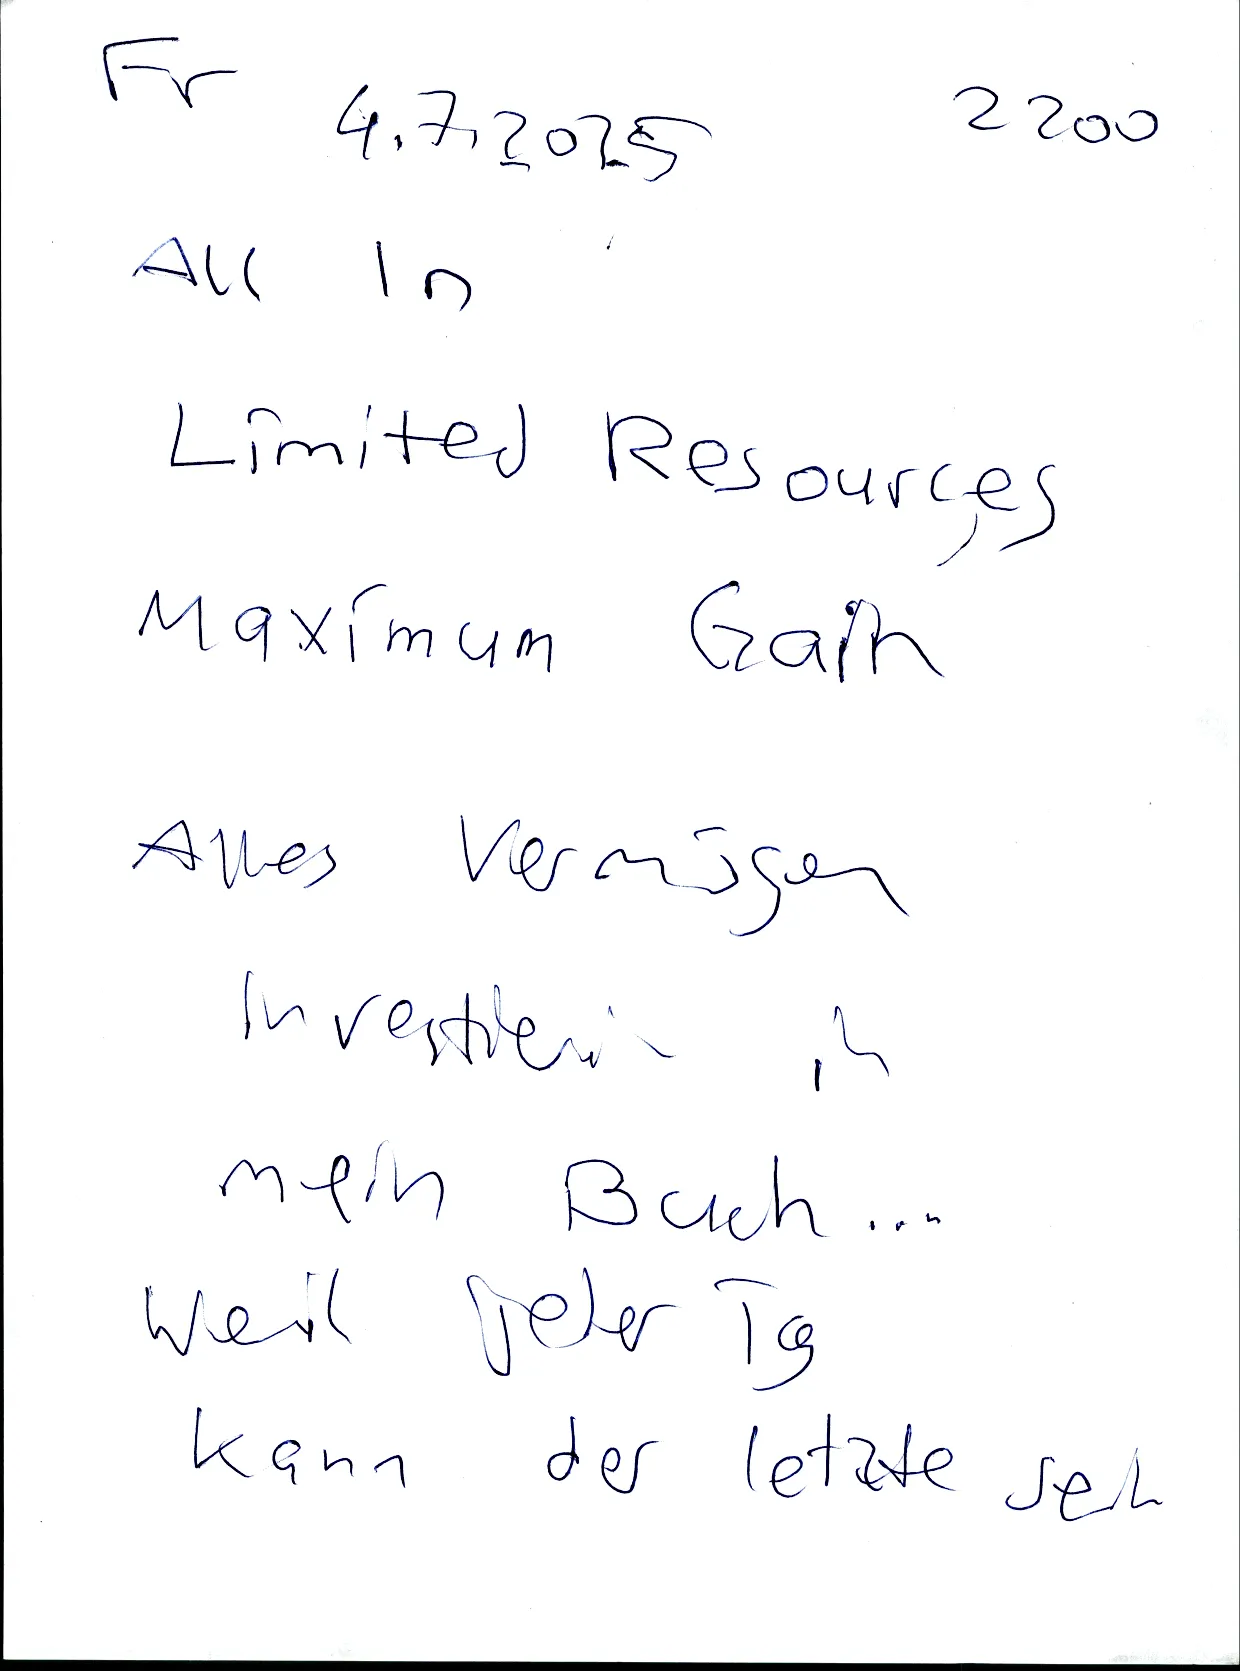 Fr 4.7.2025 2200
All In
Limited Resources
Maximum Gain
Alles Vermögen
Investieren in
mein Buch...
Weil jeder Tg
kann der letzte sein